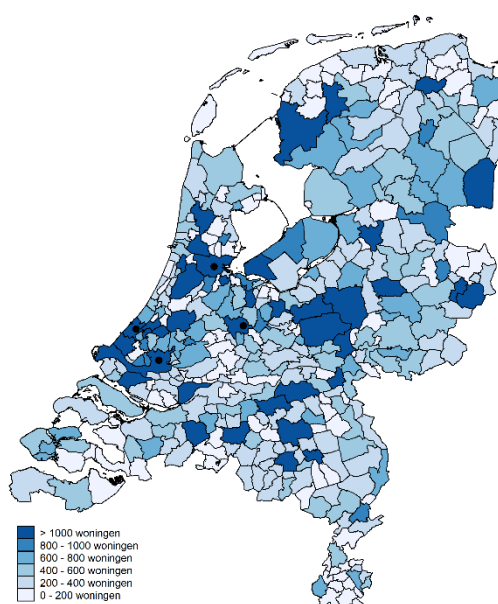 > 1000 woningen
800 - 1000 woningen
600 - 800 woningen
400 - 600 woningen
200 - 400 woningen
0 - 200 woningen